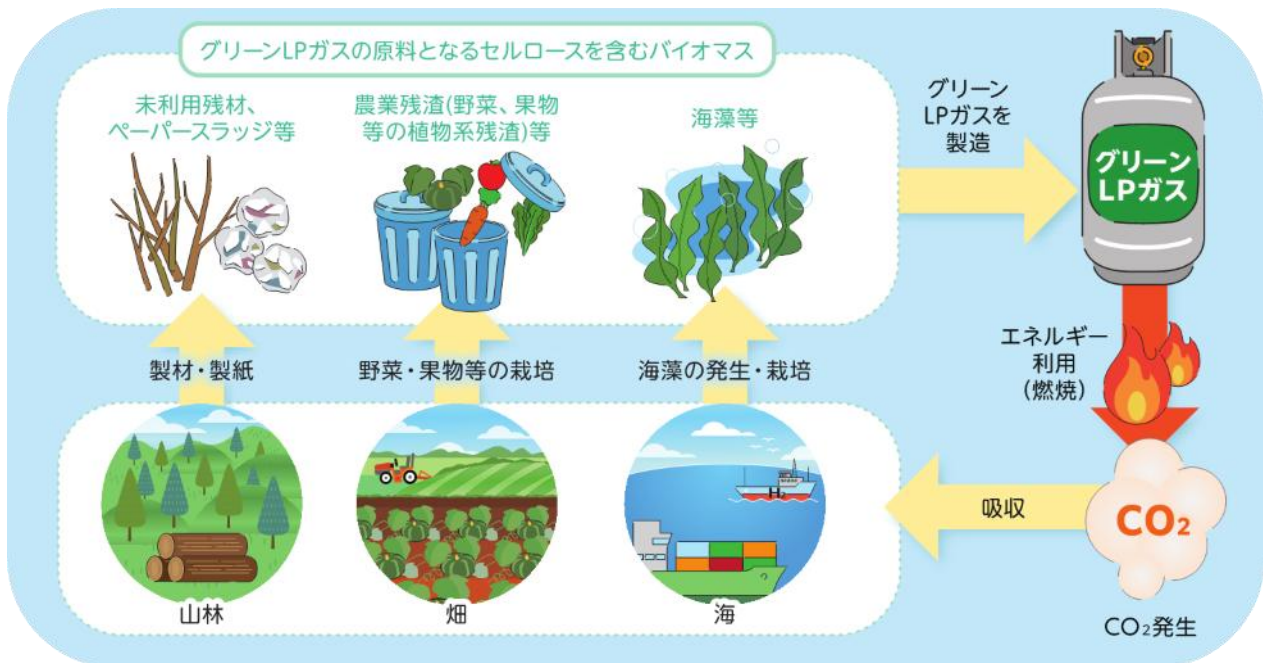 グリーンLPガスの原料となるセルロースを含むバイオマス
未利用残材、
ペーパースラッジ等
農業残渣(野菜、果物
等の植物系残渣)等
海藻等
グリーン
LPガスを
製造
グリーン
LPガス
製材・製紙
野菜・果物等の栽培
海藻の発生・栽培
エネルギー
利用
(燃焼)
H₂
吸収
CO₂
山林
畑
海
CO₂発生